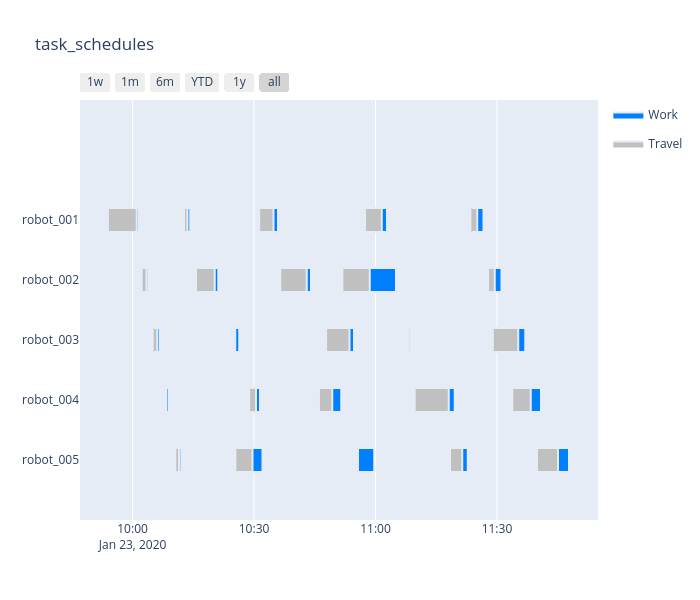 task_schedules
1w 1m 6m YTD 1y all
Work
Travel
robot_001
robot_002
robot_003
robot_004
robot_005
10:00 10:30 11:00 11:30
Jan 23, 2020